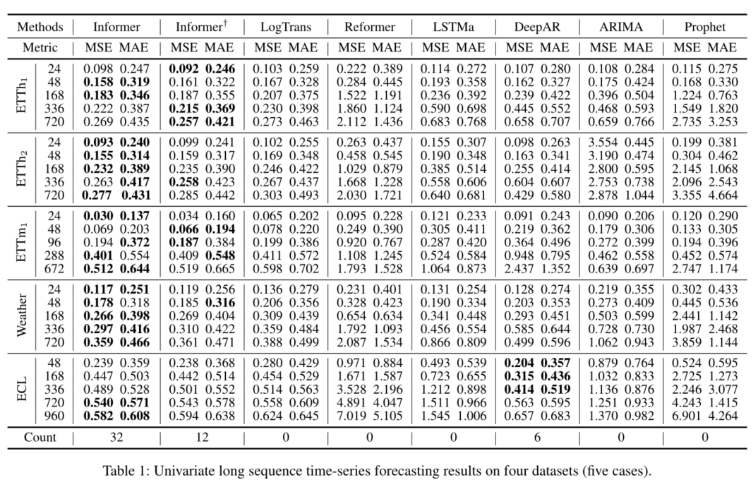 Methods Informer Informer† LogTrans Reformer LSTMa DeepAR ARIMA Prophet
Metric MSE MAE MSE MAE MSE MAE MSE MAE MSE MAE MSE MAE MSE MAE MSE MAE
ETTh1
24 0.098 0.247 0.092 0.246 0.103 0.259 0.222 0.389 0.114 0.272 0.107 0.280 0.108 0.284 0.115 0.275
48 0.158 0.319 0.161 0.322 0.167 0.328 0.284 0.445 0.193 0.358 0.162 0.327 0.175 0.424 0.168 0.330
168 0.183 0.346 0.187 0.355 0.207 0.375 1.522 1.191 0.236 0.392 0.239 0.422 0.396 0.504 1.224 0.763
336 0.222 0.387 0.215 0.369 0.230 0.398 1.860 1.124 0.590 0.698 0.445 0.552 0.468 0.593 1.549 1.820
720 0.269 0.435 0.257 0.421 0.273 0.463 2.112 1.436 0.683 0.768 0.658 0.707 0.659 0.766 2.735 3.253
ETTh2
24 0.093 0.240 0.099 0.241 0.102 0.255 0.263 0.437 0.155 0.307 0.098 0.263 3.554 0.445 0.199 0.381
48 0.155 0.314 0.159 0.317 0.169 0.348 0.458 0.545 0.190 0.348 0.163 0.341 3.190 0.474 0.304 0.462
168 0.232 0.389 0.235 0.390 0.246 0.422 1.029 0.879 0.385 0.514 0.255 0.414 2.800 0.595 2.145 1.068
336 0.263 0.417 0.258 0.423 0.267 0.437 1.668 1.228 0.558 0.606 0.604 0.607 2.753 0.738 2.096 2.543
720 0.277 0.431 0.285 0.442 0.303 0.493 2.030 1.721 0.640 0.681 0.429 0.580 2.878 1.044 3.355 4.664
ETTm1
24 0.030 0.137 0.034 0.160 0.065 0.202 0.095 0.228 0.121 0.233 0.091 0.243 0.090 0.206 0.120 0.290
48 0.069 0.203 0.066 0.194 0.078 0.220 0.249 0.390 0.305 0.411 0.219 0.362 0.179 0.306 0.133 0.305
96 0.194 0.372 0.187 0.384 0.199 0.386 0.920 0.767 0.287 0.420 0.364 0.496 0.272 0.399 0.194 0.396
288 0.401 0.554 0.409 0.548 0.411 0.572 1.108 1.245 0.524 0.584 0.948 0.795 0.462 0.558 0.452 0.574
672 0.512 0.644 0.519 0.665 0.598 0.702 1.793 1.528 1.064 0.873 2.437 1.352 0.639 0.697 2.747 1.174
Weather
24 0.117 0.251 0.119 0.256 0.136 0.279 0.231 0.401 0.131 0.254 0.128 0.274 0.219 0.355 0.302 0.433
48 0.178 0.318 0.185 0.316 0.206 0.356 0.328 0.423 0.190 0.334 0.203 0.353 0.273 0.409 0.445 0.536
168 0.266 0.398 0.269 0.404 0.309 0.439 0.654 0.634 0.341 0.448 0.293 0.451 0.503 0.599 2.441 1.142
336 0.297 0.416 0.310 0.422 0.359 0.484 1.792 1.093 0.456 0.554 0.585 0.644 0.728 0.730 1.987 2.468
720 0.359 0.466 0.361 0.471 0.388 0.499 2.087 1.534 0.866 0.809 0.499 0.596 1.062 0.943 3.859 1.144
ECL
48 0.239 0.359 0.238 0.368 0.280 0.429 0.971 0.884 0.493 0.539 0.204 0.357 0.879 0.764 0.524 0.595
168 0.447 0.503 0.442 0.514 0.454 0.529 1.671 1.587 0.723 0.655 0.315 0.436 1.032 0.833 2.725 1.273
336 0.489 0.528 0.501 0.552 0.514 0.563 3.528 2.196 1.212 0.898 0.414 0.519 1.136 0.876 2.246 3.077
720 0.540 0.571 0.543 0.578 0.558 0.609 4.891 4.047 1.511 0.966 0.563 0.595 1.251 0.933 4.243 1.415
960 0.582 0.608 0.594 0.638 0.624 0.645 7.019 5.105 1.545 1.006 0.657 0.683 1.370 0.982 6.901 4.264
Count 32 12 0 0 0 6 0 0
Table 1: Univariate long sequence time-series forecasting results on four datasets (five cases).